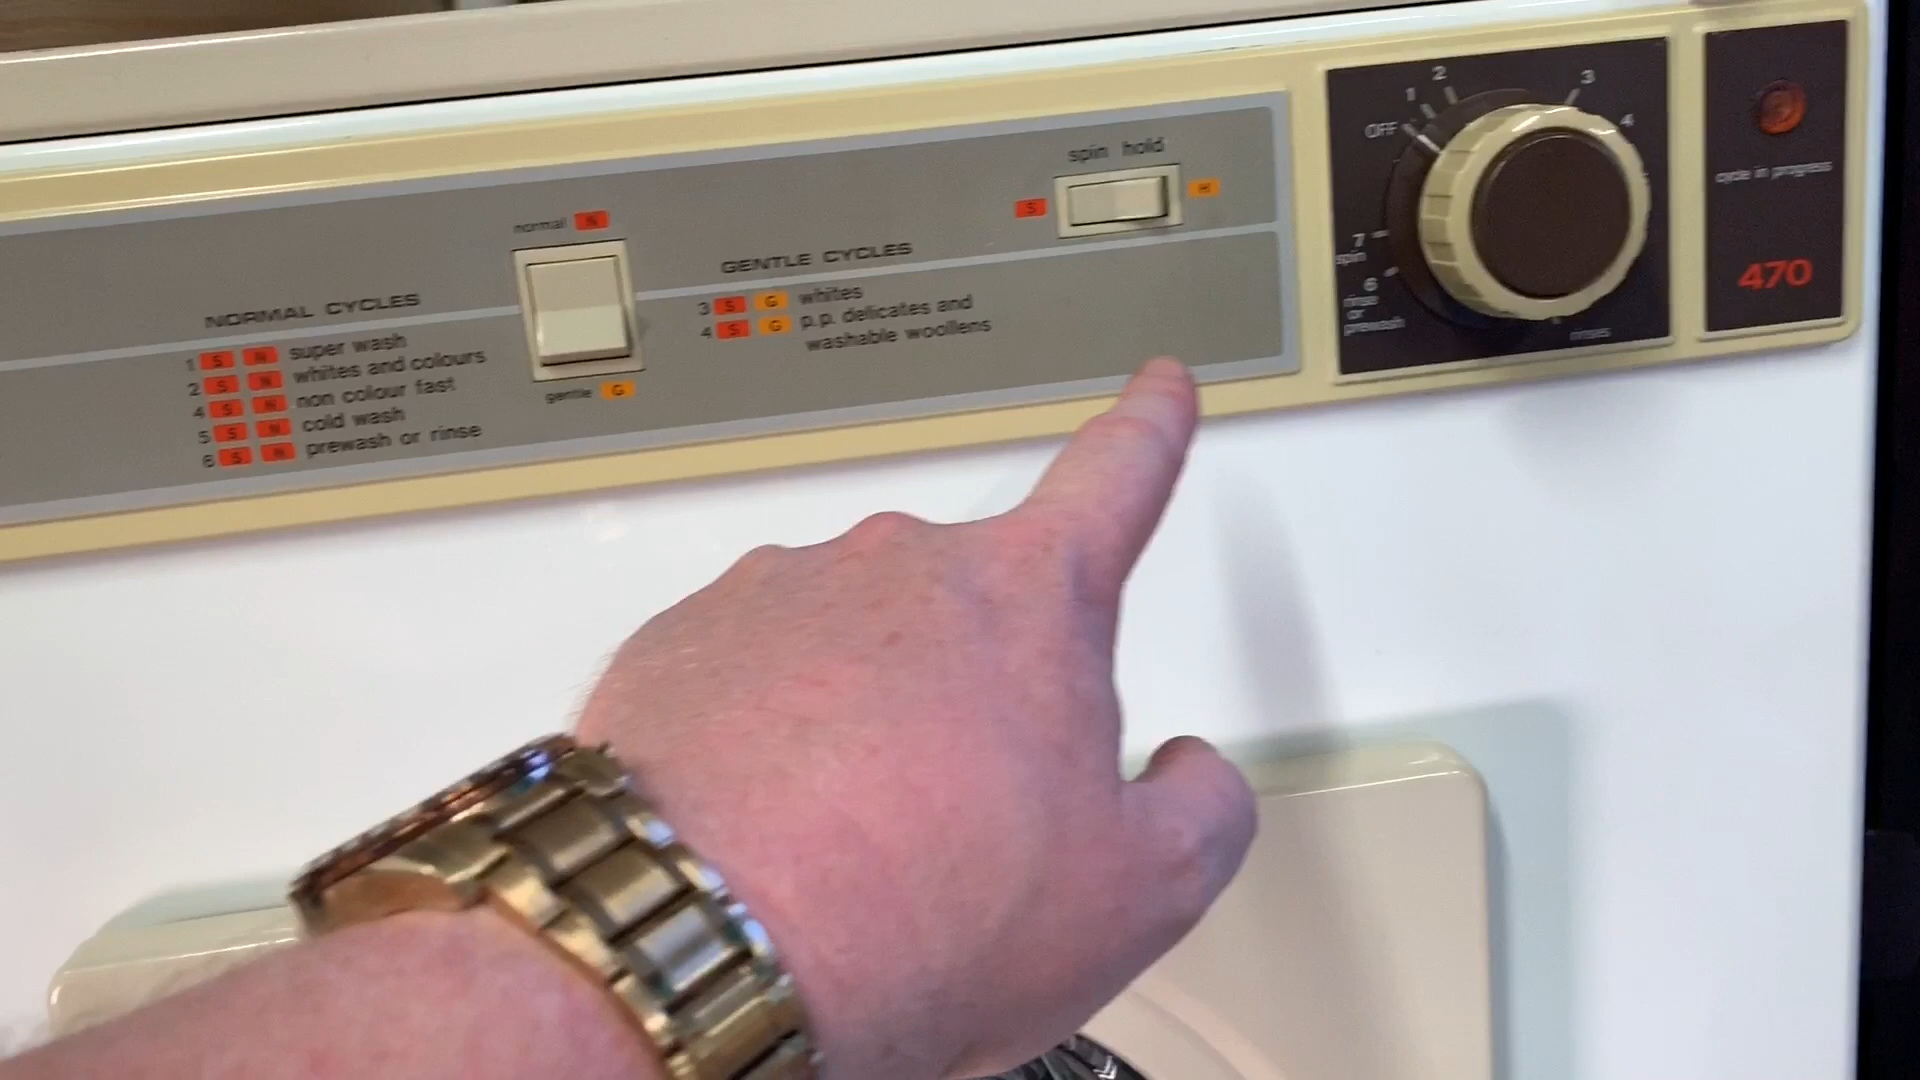 NORMAL CYCLES
1 S N super wash
2 S N whites and colours
4 S N non colour fast
5 S N cold wash
6 S N prewash or rinse
normal N
gentle G
GENTLE CYCLES
3 S G whites
4 S G p.p. delicates and
washable woollens
spin hold
S H
OFF 1 2 3 4
7
spin
6
rinse
or
prewash
rinses
cycle in progress
470